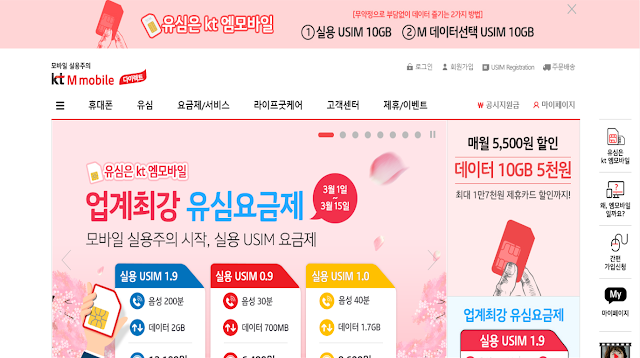 유심은 kt 엠모바일
[무약정으로 부담없이 데이터 즐기는 2가지 방법]
①실용 USIM 10GB ②M 데이터선택 USIM 10GB
모바일 실용주의
kt M mobile 다이렉트
로그인 회원가입 USIM Registration 주문배송
휴대폰 유심 요금제/서비스 라이프굿케어 고객센터 제휴/이벤트 공시지원금 마이페이지
유심은 kt 엠모바일
업계최강 유심요금제
3월 1일~
3월 15일
모바일 실용주의 시작, 실용 USIM 요금제
실용 USIM 1.9
음성 200분
데이터 2GB
실용 USIM 0.9
음성 30분
데이터 700MB
실용 USIM 1.0
음성 40분
데이터 1.7GB
매월 5,500원 할인
데이터 10GB 5천원
최대 1만7천원 제휴카드 할인까지!
업계최강 유심요금제
실용 USIM 1.9
유심은
kt 엠모바일
왜, 엠모바일
일까요?
간편
가입신청
My
마이페이지